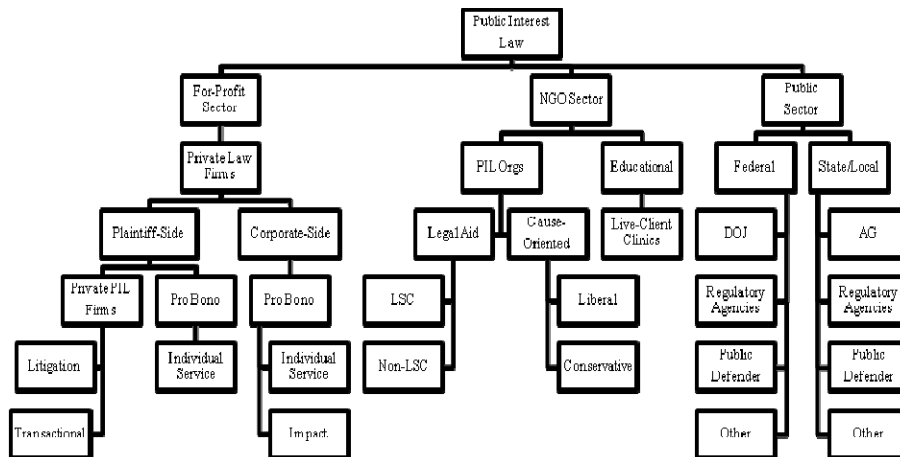 Public Interest
Law
For-Profit
Sector
NGO Sector
Public
Sector
Private Law
Firms
PIL Orgs
Educational
Federal
State/Local
Plaintiff-Side
Corporate-Side
Legal Aid
Cause-
Oriented
Live-Client
Clinics
DOJ
AG
Private PIL
Firms
Pro Bono
Pro Bono
LSC
Liberal
Regulatory
Agencies
Regulatory
Agencies
Litigation
Individual
Service
Individual
Service
Non-LSC
Conservative
Public
Defender
Public
Defender
Transactional
Impact
Other
Other